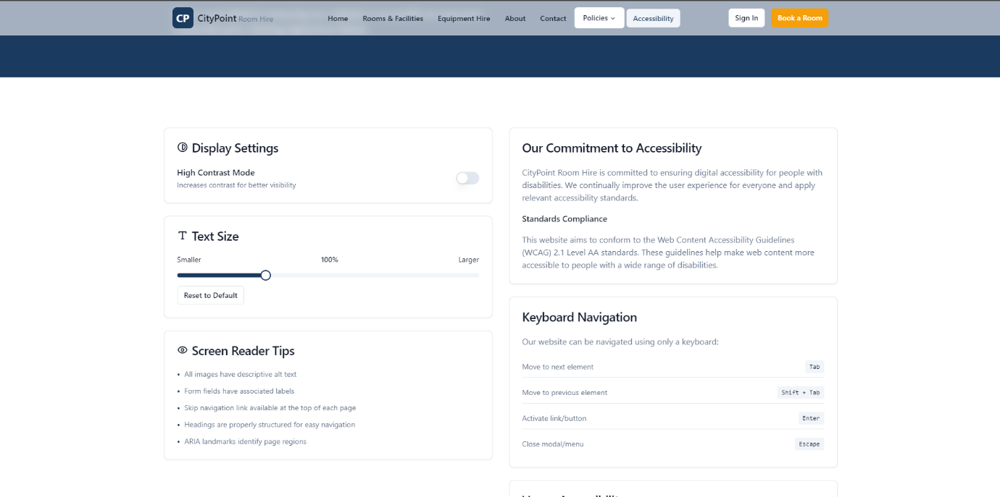 CP CityPoint Room Hire Home Rooms & Facilities Equipment Hire About Contact Policies Accessibility Sign In Book a Room
Display Settings
High Contrast Mode
Increases contrast for better visibility
Text Size
Smaller 100% Larger
Reset to Default
Screen Reader Tips
• All images have descriptive alt text
• Form fields have associated labels
• Skip navigation link available at the top of each page
• Headings are properly structured for easy navigation
• ARIA landmarks identify page regions
Our Commitment to Accessibility
CityPoint Room Hire is committed to ensuring digital accessibility for people with
disabilities. We continually improve the user experience for everyone and apply
relevant accessibility standards.
Standards Compliance
This website aims to conform to the Web Content Accessibility Guidelines
(WCAG) 2.1 Level AA standards. These guidelines help make web content more
accessible to people with a wide range of disabilities.
Keyboard Navigation
Our website can be navigated using only a keyboard:
Move to next element Tab
Move to previous element Shift + Tab
Activate link/button Enter
Close modal/menu Escape